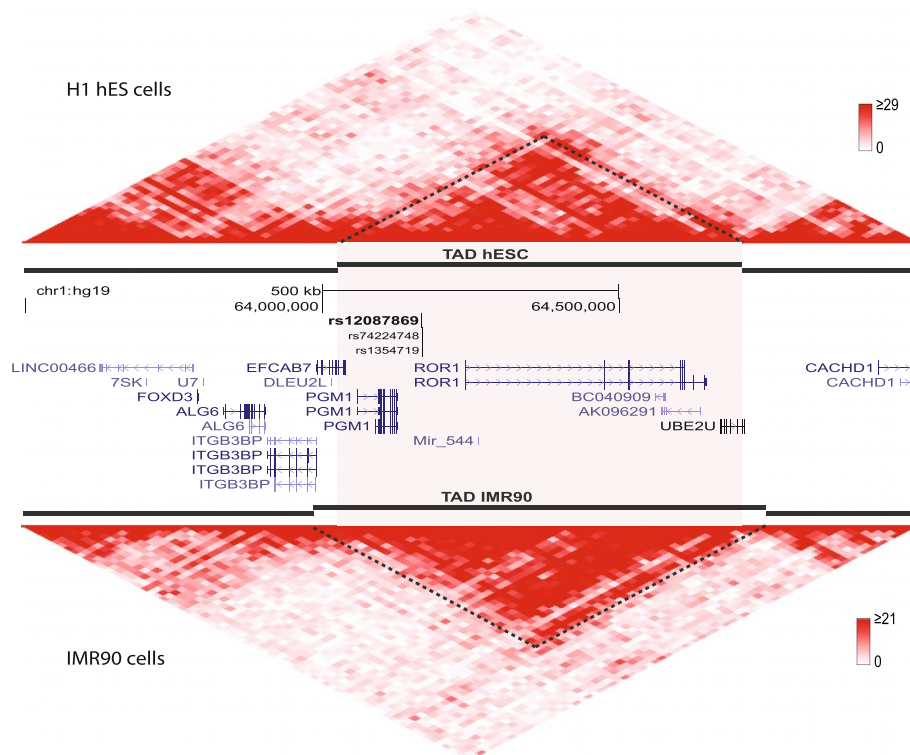 H1 hES cells
≥29
0
TAD hESC
chr1:hg19
500 kb
64,000,000 64,500,000
rs12087869
rs74224748
rs1354719
LINC00466 EFCAB7 ROR1 CACHD1
7SK U7 DLEU2L ROR1 CACHD1
FOXD3 PGM1 BC040909
ALG6 PGM1 AK096291
ALG6 PGM1 UBE2U
ITGB3BP Mir_544
ITGB3BP
ITGB3BP
ITGB3BP
TAD IMR90
≥21
0
IMR90 cells